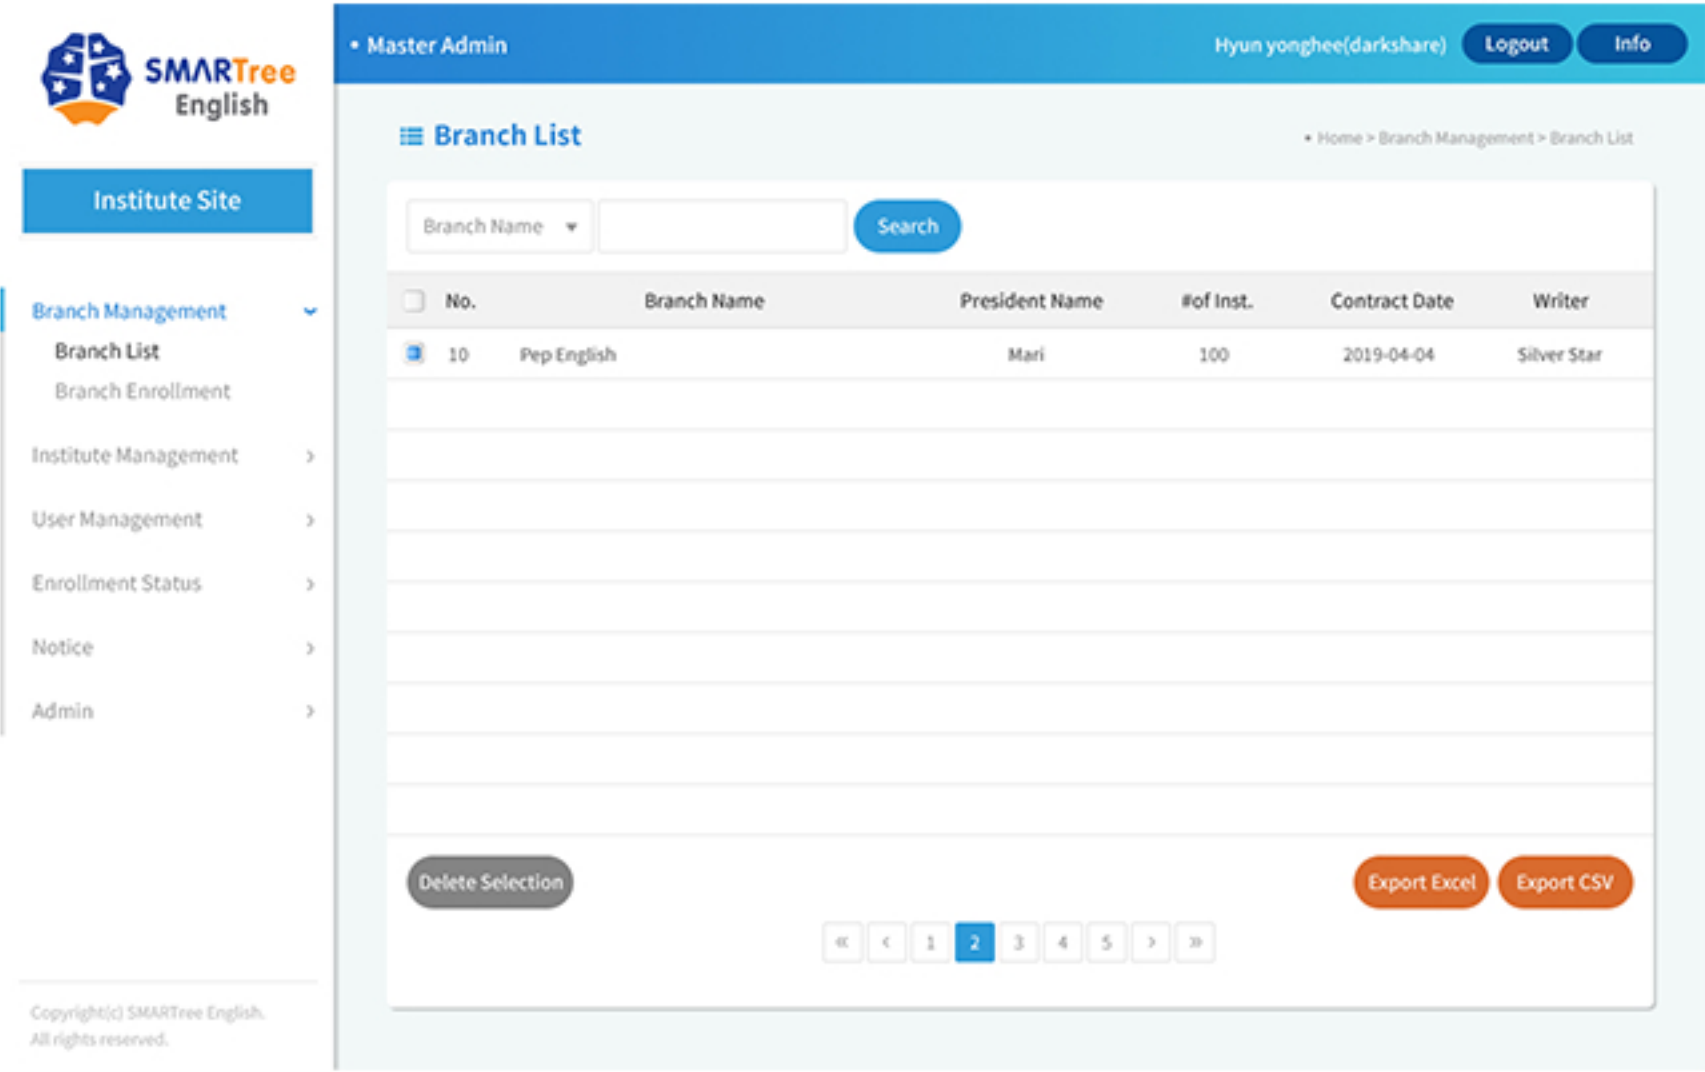 SMARTree
English
Institute Site
Branch Management
Branch List
Branch Enrollment
Institute Management
User Management
Enrollment Status
Notice
Admin
Copyright(c) SMARTree English.
All rights reserved.
• Master Admin
Hyun yonghee(darkshare) Logout Info
Branch List
• Home > Branch Management > Branch List
Branch Name ▼ Search
No. Branch Name President Name #of Inst. Contract Date Writer
10 Pep English Mari 100 2019-04-04 Silver Star
Delete Selection Export Excel Export CSV
« < 1 2 3 4 5 > »